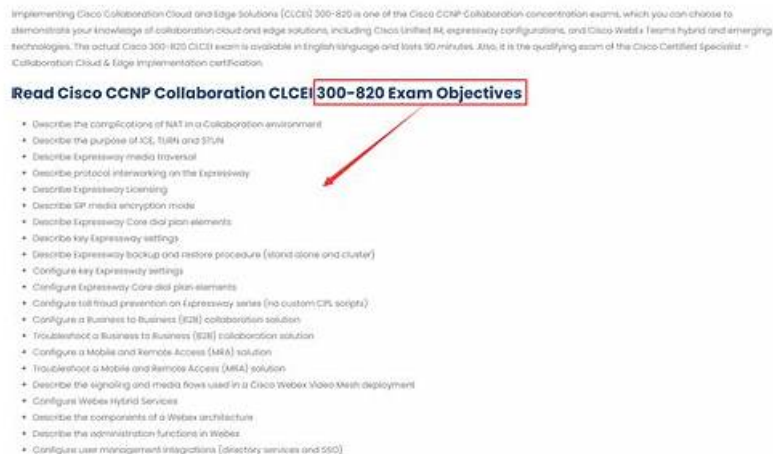 Implementing Cisco Collaboration Cloud and Edge Solutions (CLCEI) 300-820 is one of the Cisco CCNP Collaboration concentration exams, which you can choose to
demonstrate your knowledge of collaboration cloud and edge solutions, including Cisco Unified IM, expressway configurations, and Cisco WebEx Teams hybrid and emerging
technologies. The actual Cisco 300-820 CLCEI exam is available in English language and lasts 90 minutes. Also, it is the qualifying exam of the Cisco Certified Specialist -
Collaboration Cloud & Edge Implementation certification.
Read Cisco CCNP Collaboration CLCEI 300-820 Exam Objectives
• Describe the complications of NAT in a Collaboration environment
• Describe the purpose of ICE, TURN and STUN
• Describe Expressway media traversal
• Describe protocol interworking on the Expressway
• Describe Expressway Licensing
• Describe SIP media encryption mode
• Describe Expressway Core dial plan elements
• Describe key Expressway settings
• Describe Expressway backup and restore procedure (stand alone and cluster)
• Configure key Expressway settings
• Configure Expressway Core dial plan elements
• Configure toll fraud prevention on Expressway series (no custom CPL scripts)
• Configure a Business to Business (B2B) collaboration solution
• Troubleshoot a Business to Business (B2B) collaboration solution
• Configure a Mobile and Remote Access (MRA) solution
• Troubleshoot a Mobile and Remote Access (MRA) solution
• Describe the signaling and media flows used in a Cisco Webex Video Mesh deployment
• Configure Webex Hybrid Services
• Describe the components of a Webex architecture
• Describe the administration functions in Webex
• Configure user management integrations (directory services and SSO)